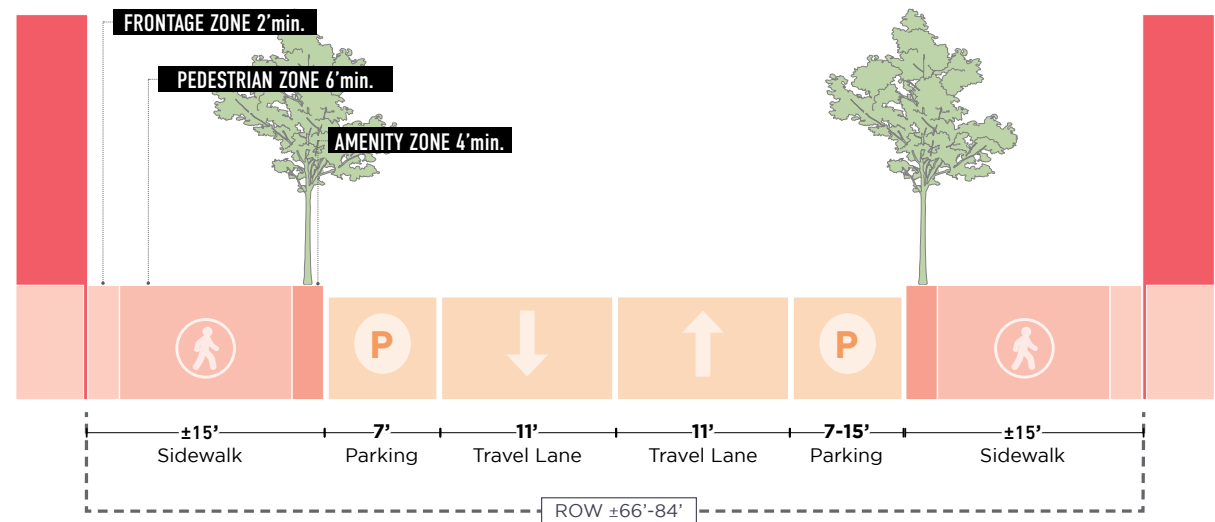 FRONTAGE ZONE 2'min.
PEDESTRIAN ZONE 6'min.
AMENITY ZONE 4'min.
P
P
±15’ 7’ 11’ 11’ 7-15’ ±15’
Sidewalk Parking Travel Lane Travel Lane Parking Sidewalk
ROW ±66'-84'